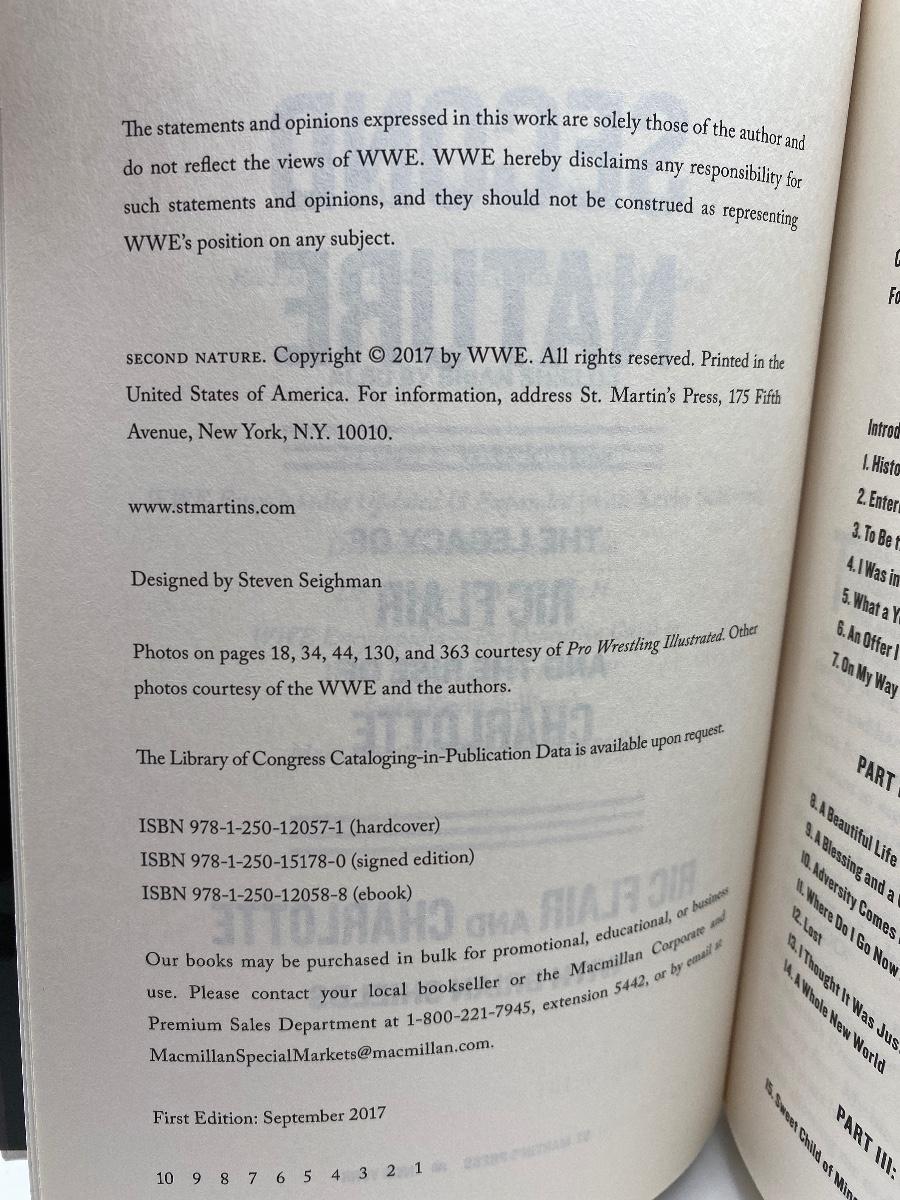 The statements and opinions expressed in this work are solely those of the author and
do not reflect the views of WWE. WWE hereby disclaims any responsibility for
such statements and opinions, and they should not be construed as representing
WWE's position on any subject.
SECOND NATURE. Copyright © 2017 by WWE. All rights reserved. Printed in the
United States of America. For information, address St. Martin's Press, 175 Fifth
Avenue, New York, N.Y. 10010.
www.stmartins.com
Designed by Steven Seighman
Photos on pages 18, 34, 44, 130, and 363 courtesy of Pro Wrestling Illustrated. Other
photos courtesy of the WWE and the authors.
The Library of Congress Cataloging-in-Publication Data is available upon request.
ISBN 978-1-250-12057-1 (hardcover)
ISBN 978-1-250-15178-0 (signed edition)
ISBN 978-1-250-12058-8 (ebook)
Our books may be purchased in bulk for promotional, educational, or business
use. Please contact your local bookseller or the Macmillan Corporate and
Premium Sales Department at 1-800-221-7945, extension 5442, or by email at
MacmillanSpecialMarkets@macmillan.com.
First Edition: September 2017
10 9 8 7 6 5 4 3 2 1
Introd
1. Histo
2. Enter
3. To Be
4. I Was in
5. What a
6. An Offer I
7. On My Way
PART
8. A Beautiful Life
9. A Blessing and a
10. Adversity Comes
11. Where Do I Go Now
12. Lost
13. I Thought It Was Jus
14. A Whole New World
PART III:
15. Sweet Child of Min